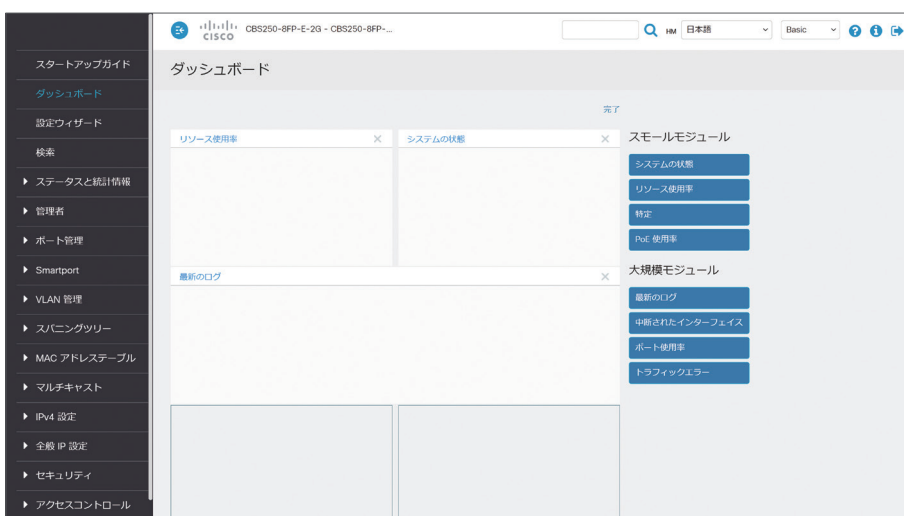 CISCO
CBS250-8FP-E-2G - CBS250-8FP-...
HM
日本語
Basic
スタートアップガイド
ダッシュボード
設定ウィザード
検索
ステータスと統計情報
管理者
ポート管理
Smartport
VLAN 管理
スパニングツリー
MAC アドレステーブル
マルチキャスト
IPv4 設定
全般 IP 設定
セキュリティ
アクセスコントロール
ダッシュボード
完了
リソース使用率
システムの状態
最新のログ
スモールモジュール
システムの状態
リソース使用率
特定
PoE 使用率
大規模モジュール
最新のログ
中断されたインターフェイス
ポート使用率
トラフィックエラー